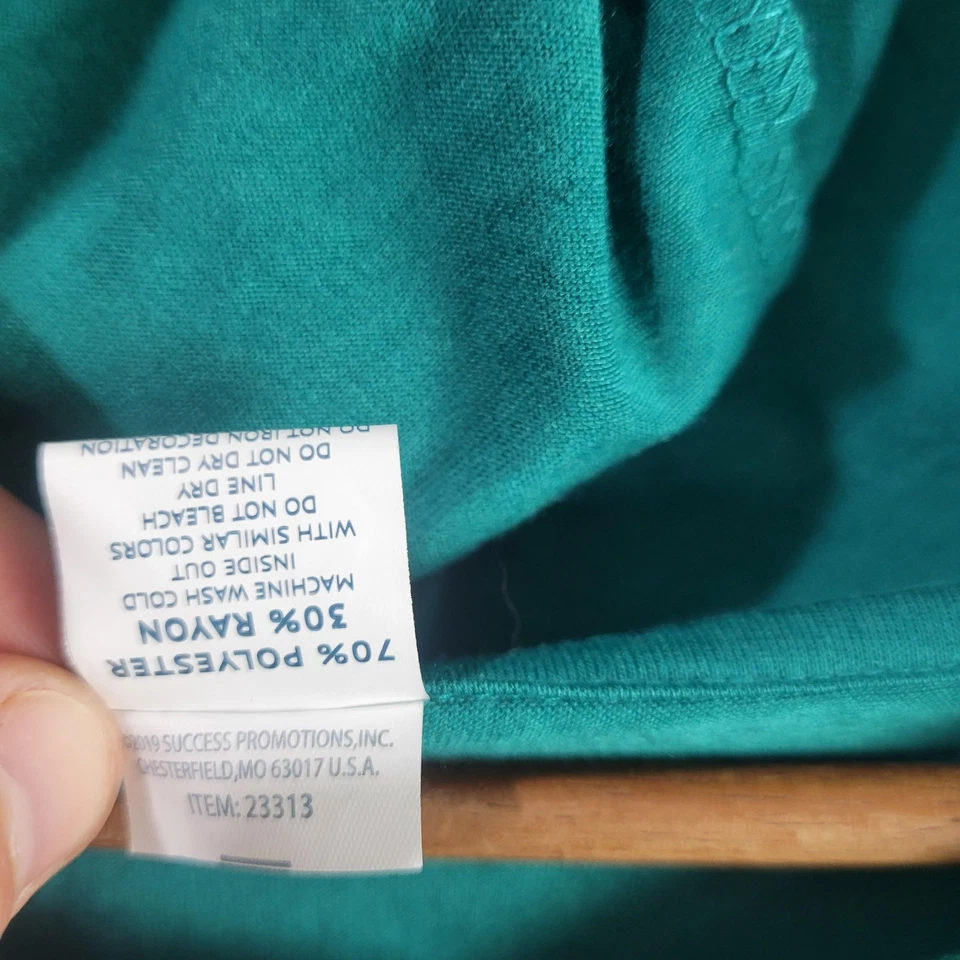 70% POLYESTER
30% RAYON
MACHINE WASH COLD
INSIDE OUT
WITH SIMILAR COLORS
DO NOT BLEACH
LINE DRY
DO NOT DRY CLEAN
DO NOT IRON DECORATION
2019 SUCCESS PROMOTIONS,INC.
CHESTERFIELD,MO 63017 U.S.A.
ITEM: 23313